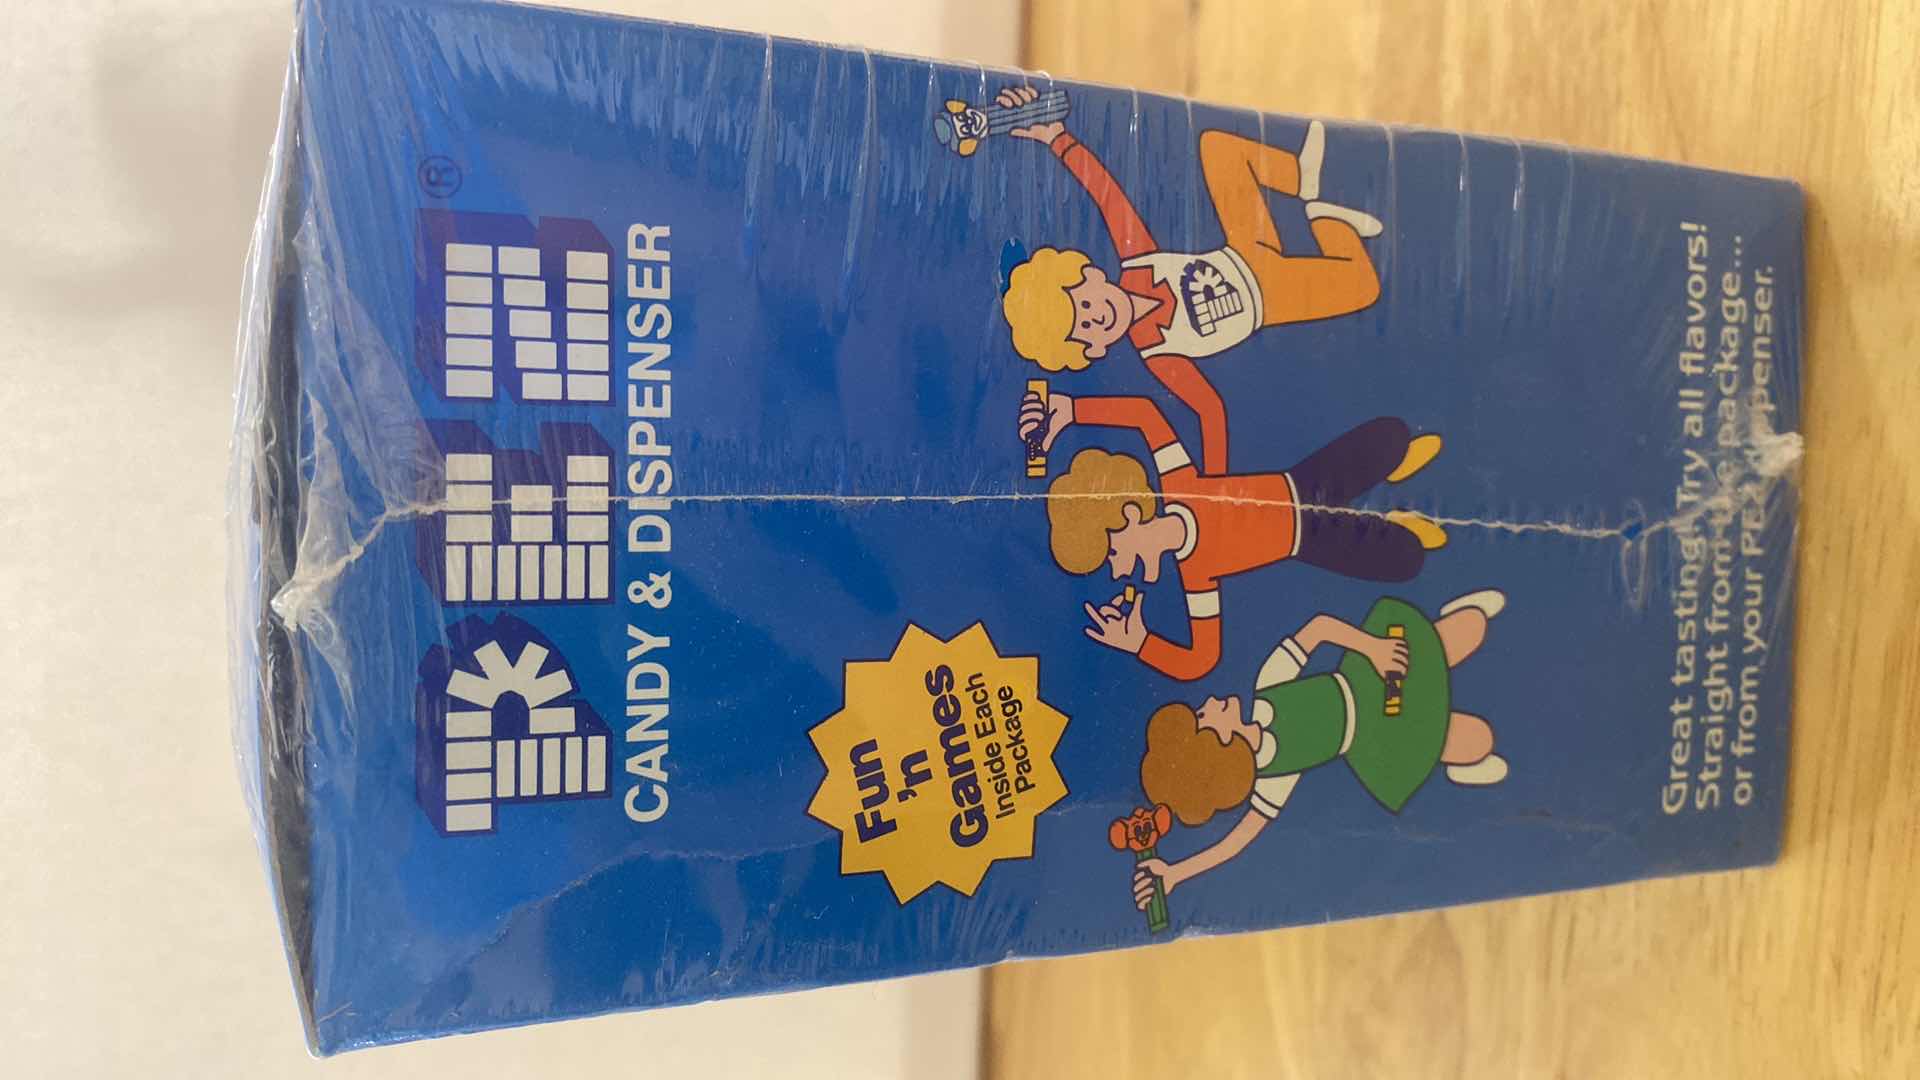 PEZ®
CANDY & DISPENSER
Fun
'n
Games
Inside Each
Package
P
PEZ
Great tasting! Try all flavors!
Straight from the package...
or from your PEZ dispenser.